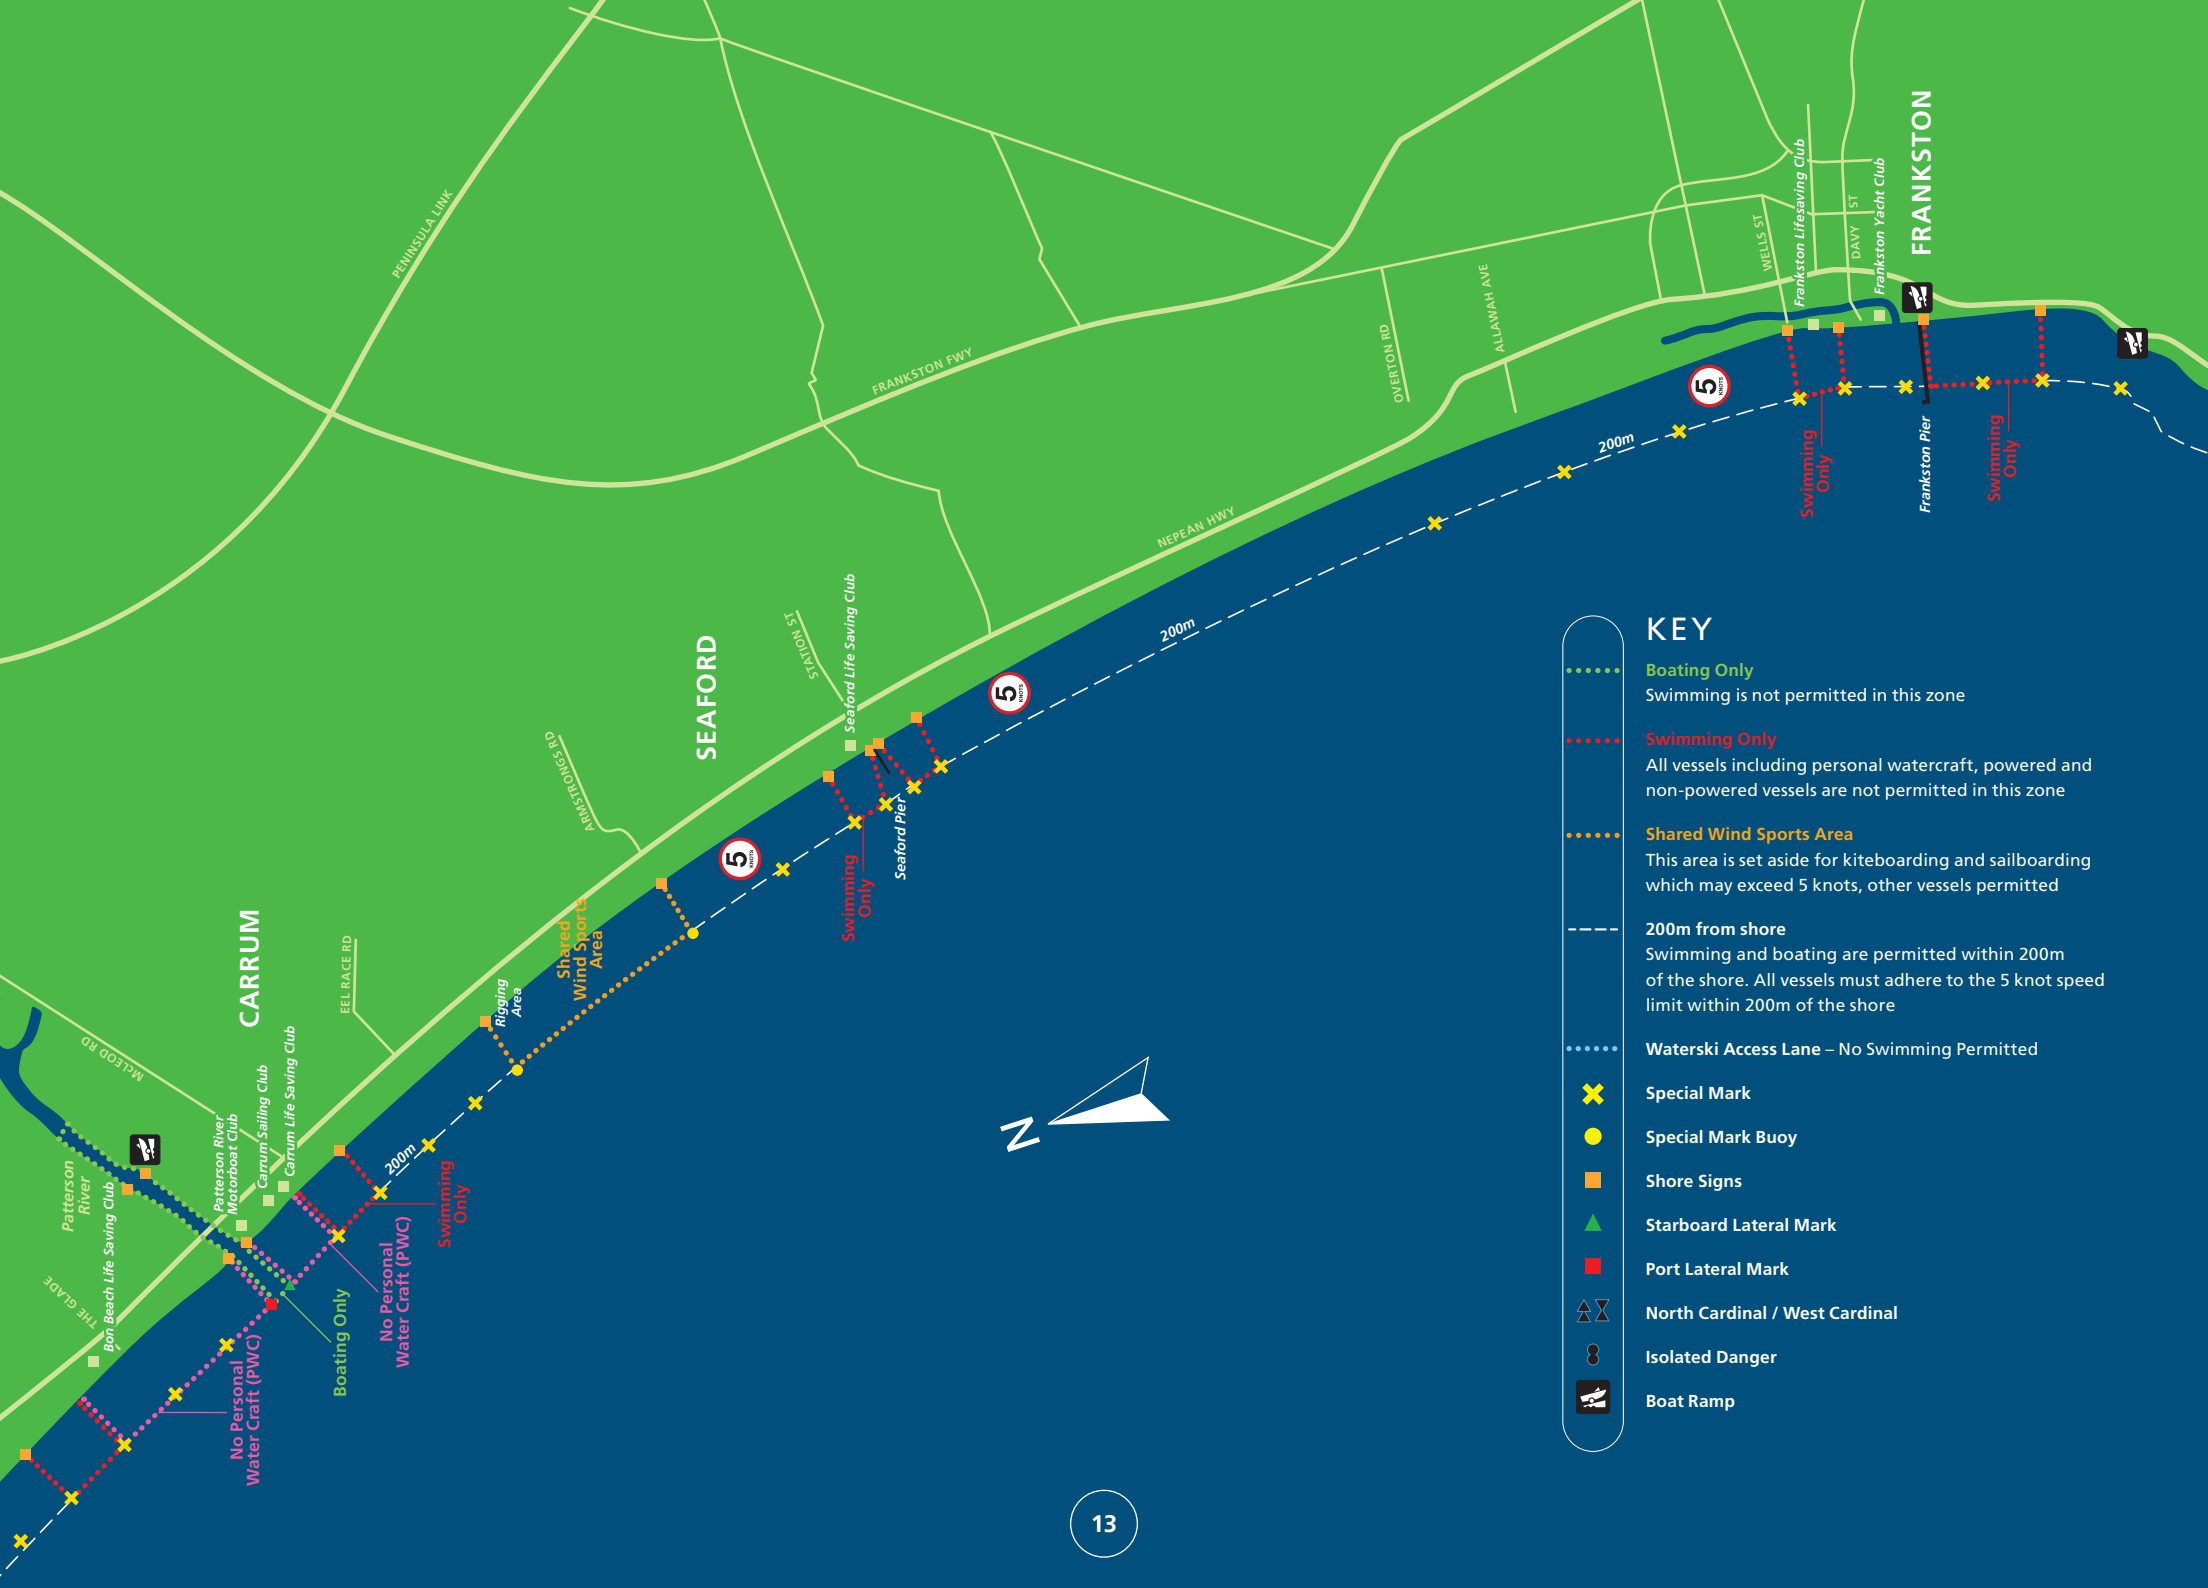 PENINSULA LINK
FRANKSTON FWY
NEPEAN HWY
OVERTON RD
ALLAWAH AVE
WELLS ST
Frankston Lifesaving Club
DAVY ST
Frankston Yacht Club
FRANKSTON
5
KNOTS
200m
Swimming
Only
Frankston Pier
Swimming
Only
200m
STATION ST
Seaford Life Saving Club
SEAFORD
5
KNOTS
ARMSTRONGS RD
5
KNOTS
Swimming
Only
Seaford Pier
Shared
Wind Sports
Area
Rigging
Area
CARRUM
EEL RACE RD
McLEOD RD
Patterson River
Motorboat Club
Carrum Sailing Club
Carrum Life Saving Club
Patterson
River
Bon Beach Life Saving Club
THE GLADE
200m
Swimming
Only
No Personal
Water Craft (PWC)
Boating Only
No Personal
Water Craft (PWC)
N
KEY
Boating Only
Swimming is not permitted in this zone
Swimming Only
All vessels including personal watercraft, powered and
non-powered vessels are not permitted in this zone
Shared Wind Sports Area
This area is set aside for kiteboarding and sailboarding
which may exceed 5 knots, other vessels permitted
200m from shore
Swimming and boating are permitted within 200m
of the shore. All vessels must adhere to the 5 knot speed
limit within 200m of the shore
Waterski Access Lane – No Swimming Permitted
Special Mark
Special Mark Buoy
Shore Signs
Starboard Lateral Mark
Port Lateral Mark
North Cardinal / West Cardinal
Isolated Danger
Boat Ramp
13